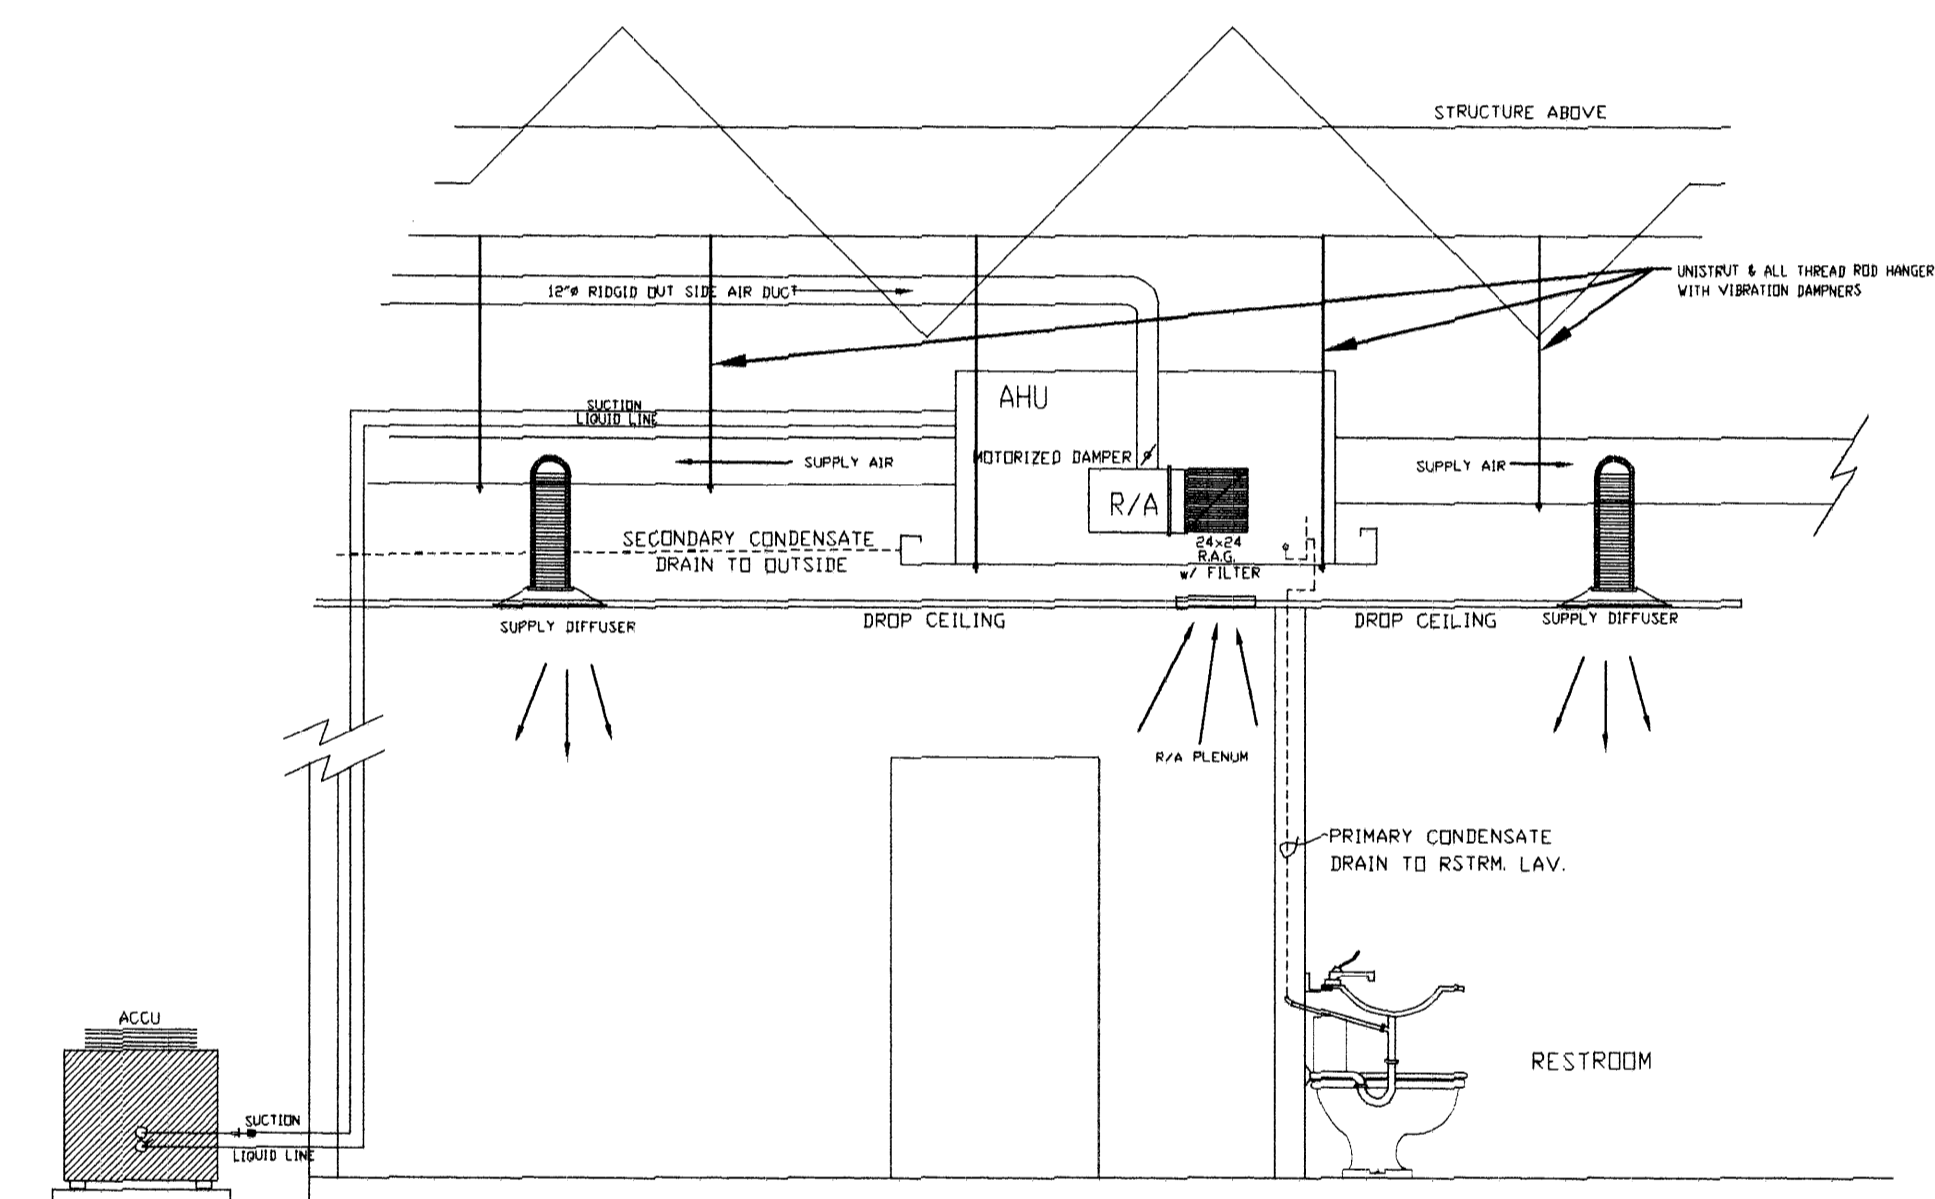 STRUCTURE ABOVE
UNISTRUT & ALL THREAD ROD HANGER
WITH VIBRATION DAMPNERS
12"Ø RIDGID OUT SIDE AIR DUCT
AHU
SUCTION
LIQUID LINE
SUPPLY AIR
MOTORIZED DAMPER
SUPPLY AIR
R/A
SECONDARY CONDENSATE
DRAIN TO OUTSIDE
24x24
R.A.G.
w/ FILTER
SUPPLY DIFFUSER
DROP CEILING
DROP CEILING
SUPPLY DIFFUSER
R/A PLENUM
PRIMARY CONDENSATE
DRAIN TO RSTRM. LAV.
ACCU
RESTROOM
SUCTION
LIQUID LINE